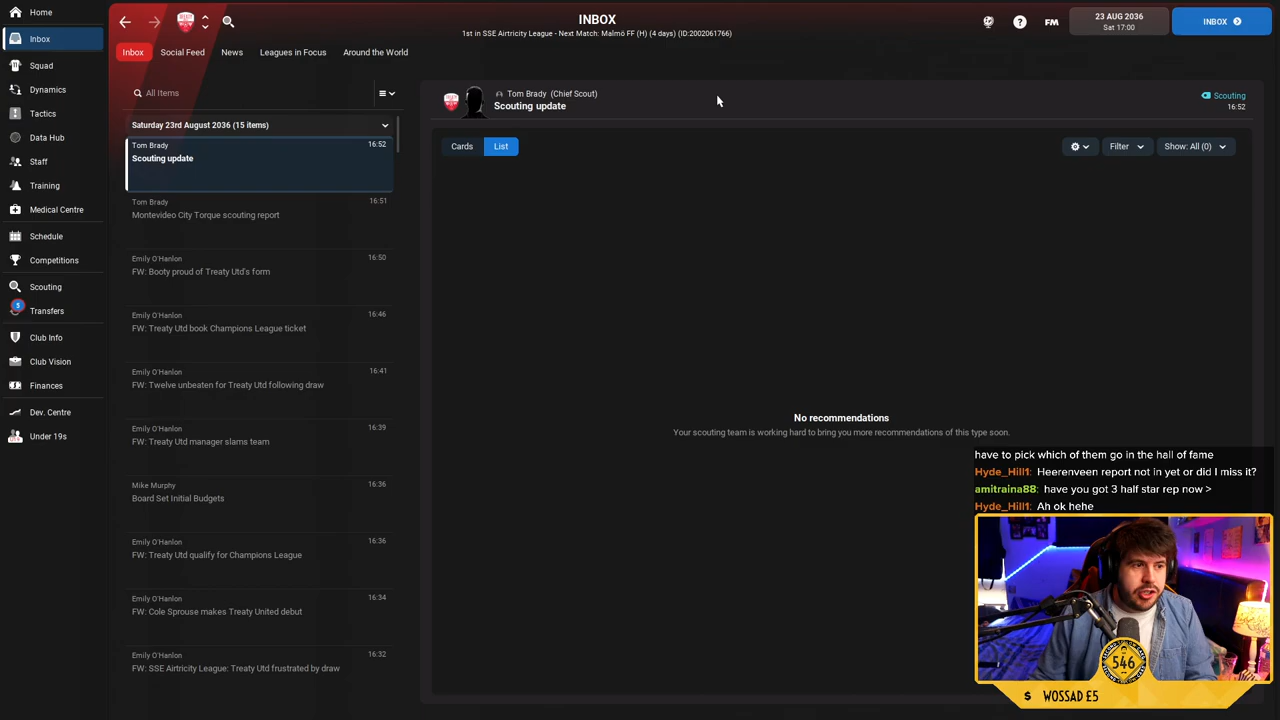 Home
Inbox
Squad
Dynamics
Tactics
Data Hub
Staff
Training
Medical Centre
Schedule
Competitions
Scouting
5
Transfers
Club Info
Club Vision
Finances
Dev. Centre
Under 19s
INBOX
1st in SSE Airtricity League - Next Match: Malmö FF (H) (4 days) (ID:2002061766)
?
FM
23 AUG 2036
Sat 17:00
INBOX
Inbox
Social Feed
News
Leagues in Focus
Around the World
All Items
Saturday 23rd August 2036 (15 items)
Tom Brady
16:52
Scouting update
Tom Brady
16:51
Montevideo City Torque scouting report
Emily O'Hanlon
16:50
FW: Booty proud of Treaty Utd's form
Emily O'Hanlon
16:46
FW: Treaty Utd book Champions League ticket
Emily O'Hanlon
16:41
FW: Twelve unbeaten for Treaty Utd following draw
Emily O'Hanlon
16:39
FW: Treaty Utd manager slams team
Mike Murphy
16:36
Board Set Initial Budgets
Emily O'Hanlon
16:36
FW: Treaty Utd qualify for Champions League
Emily O'Hanlon
16:34
FW: Cole Sprouse makes Treaty United debut
Emily O'Hanlon
16:32
FW: SSE Airtricity League: Treaty Utd frustrated by draw
Tom Brady (Chief Scout)
Scouting update
Scouting
16:52
Cards
List
Filter
Show: All (0)
No recommendations
Your scouting team is working hard to bring you more recommendations of this type soon.
have to pick which of them go in the hall of fame
Hyde_Hill1: Heerenveen report not in yet or did I miss it?
amitraina88: have you got 3 half star rep now >
Hyde_Hill1: Ah ok hehe
546
$ WOSSAD £5